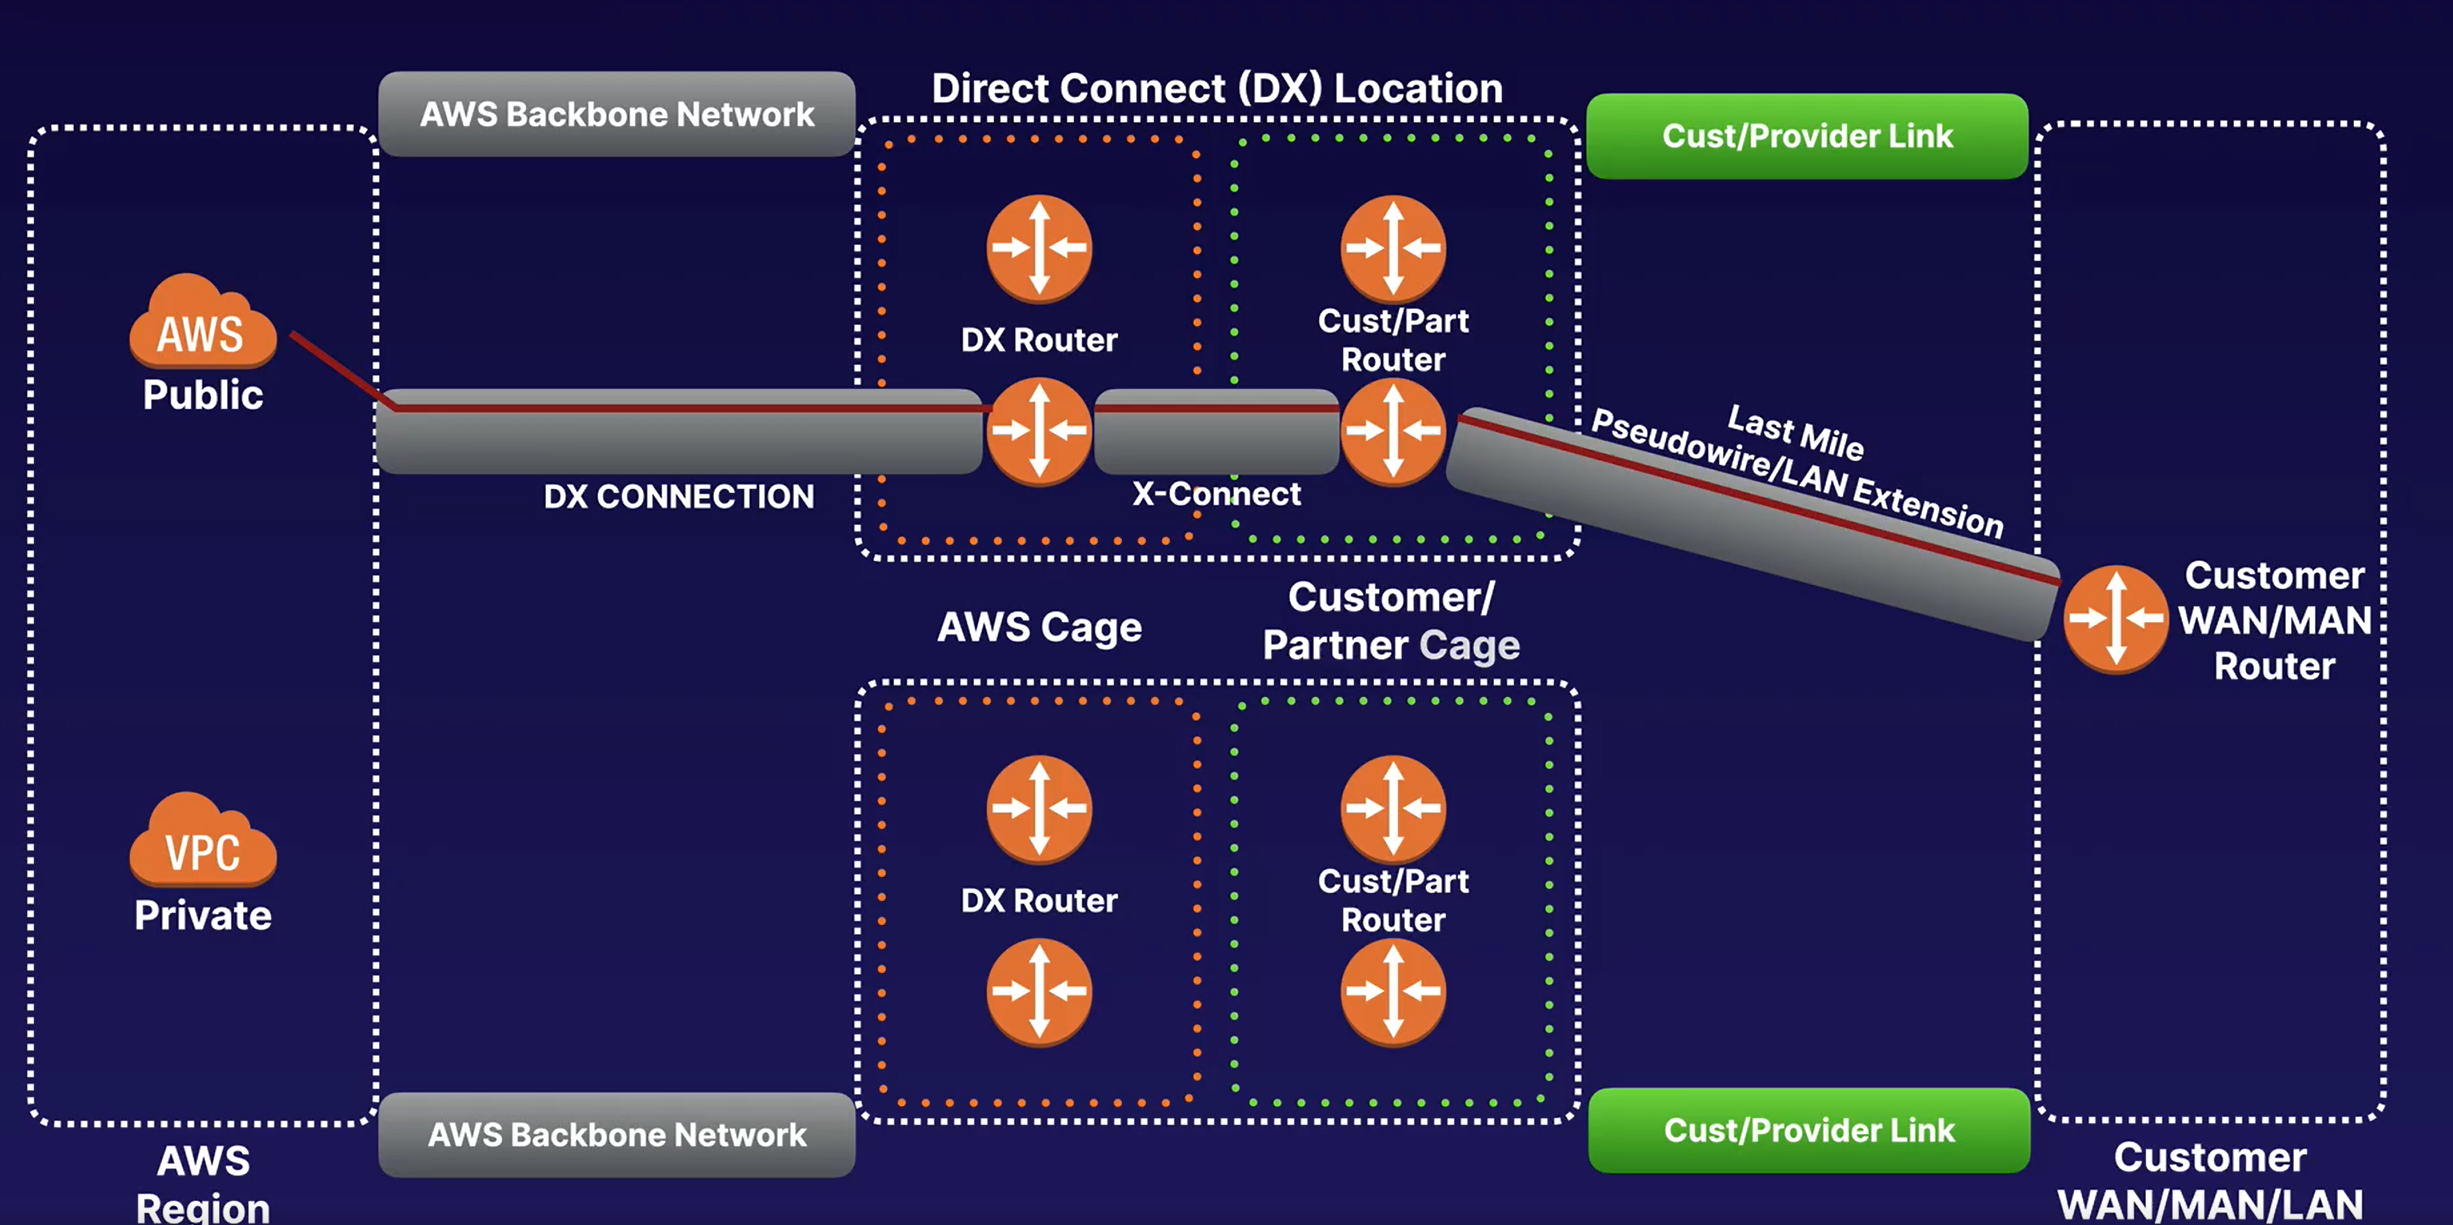 AWS Backbone Network
Direct Connect (DX) Location
Cust/Provider Link
AWS
Public
DX Router
Cust/Part
Router
DX CONNECTION
X-Connect
Last Mile
Pseudowire/LAN Extension
Customer
WAN/MAN
Router
AWS Cage
Customer/
Partner Cage
VPC
Private
DX Router
Cust/Part
Router
AWS Backbone Network
Cust/Provider Link
AWS
Region
Customer
WAN/MAN/LAN